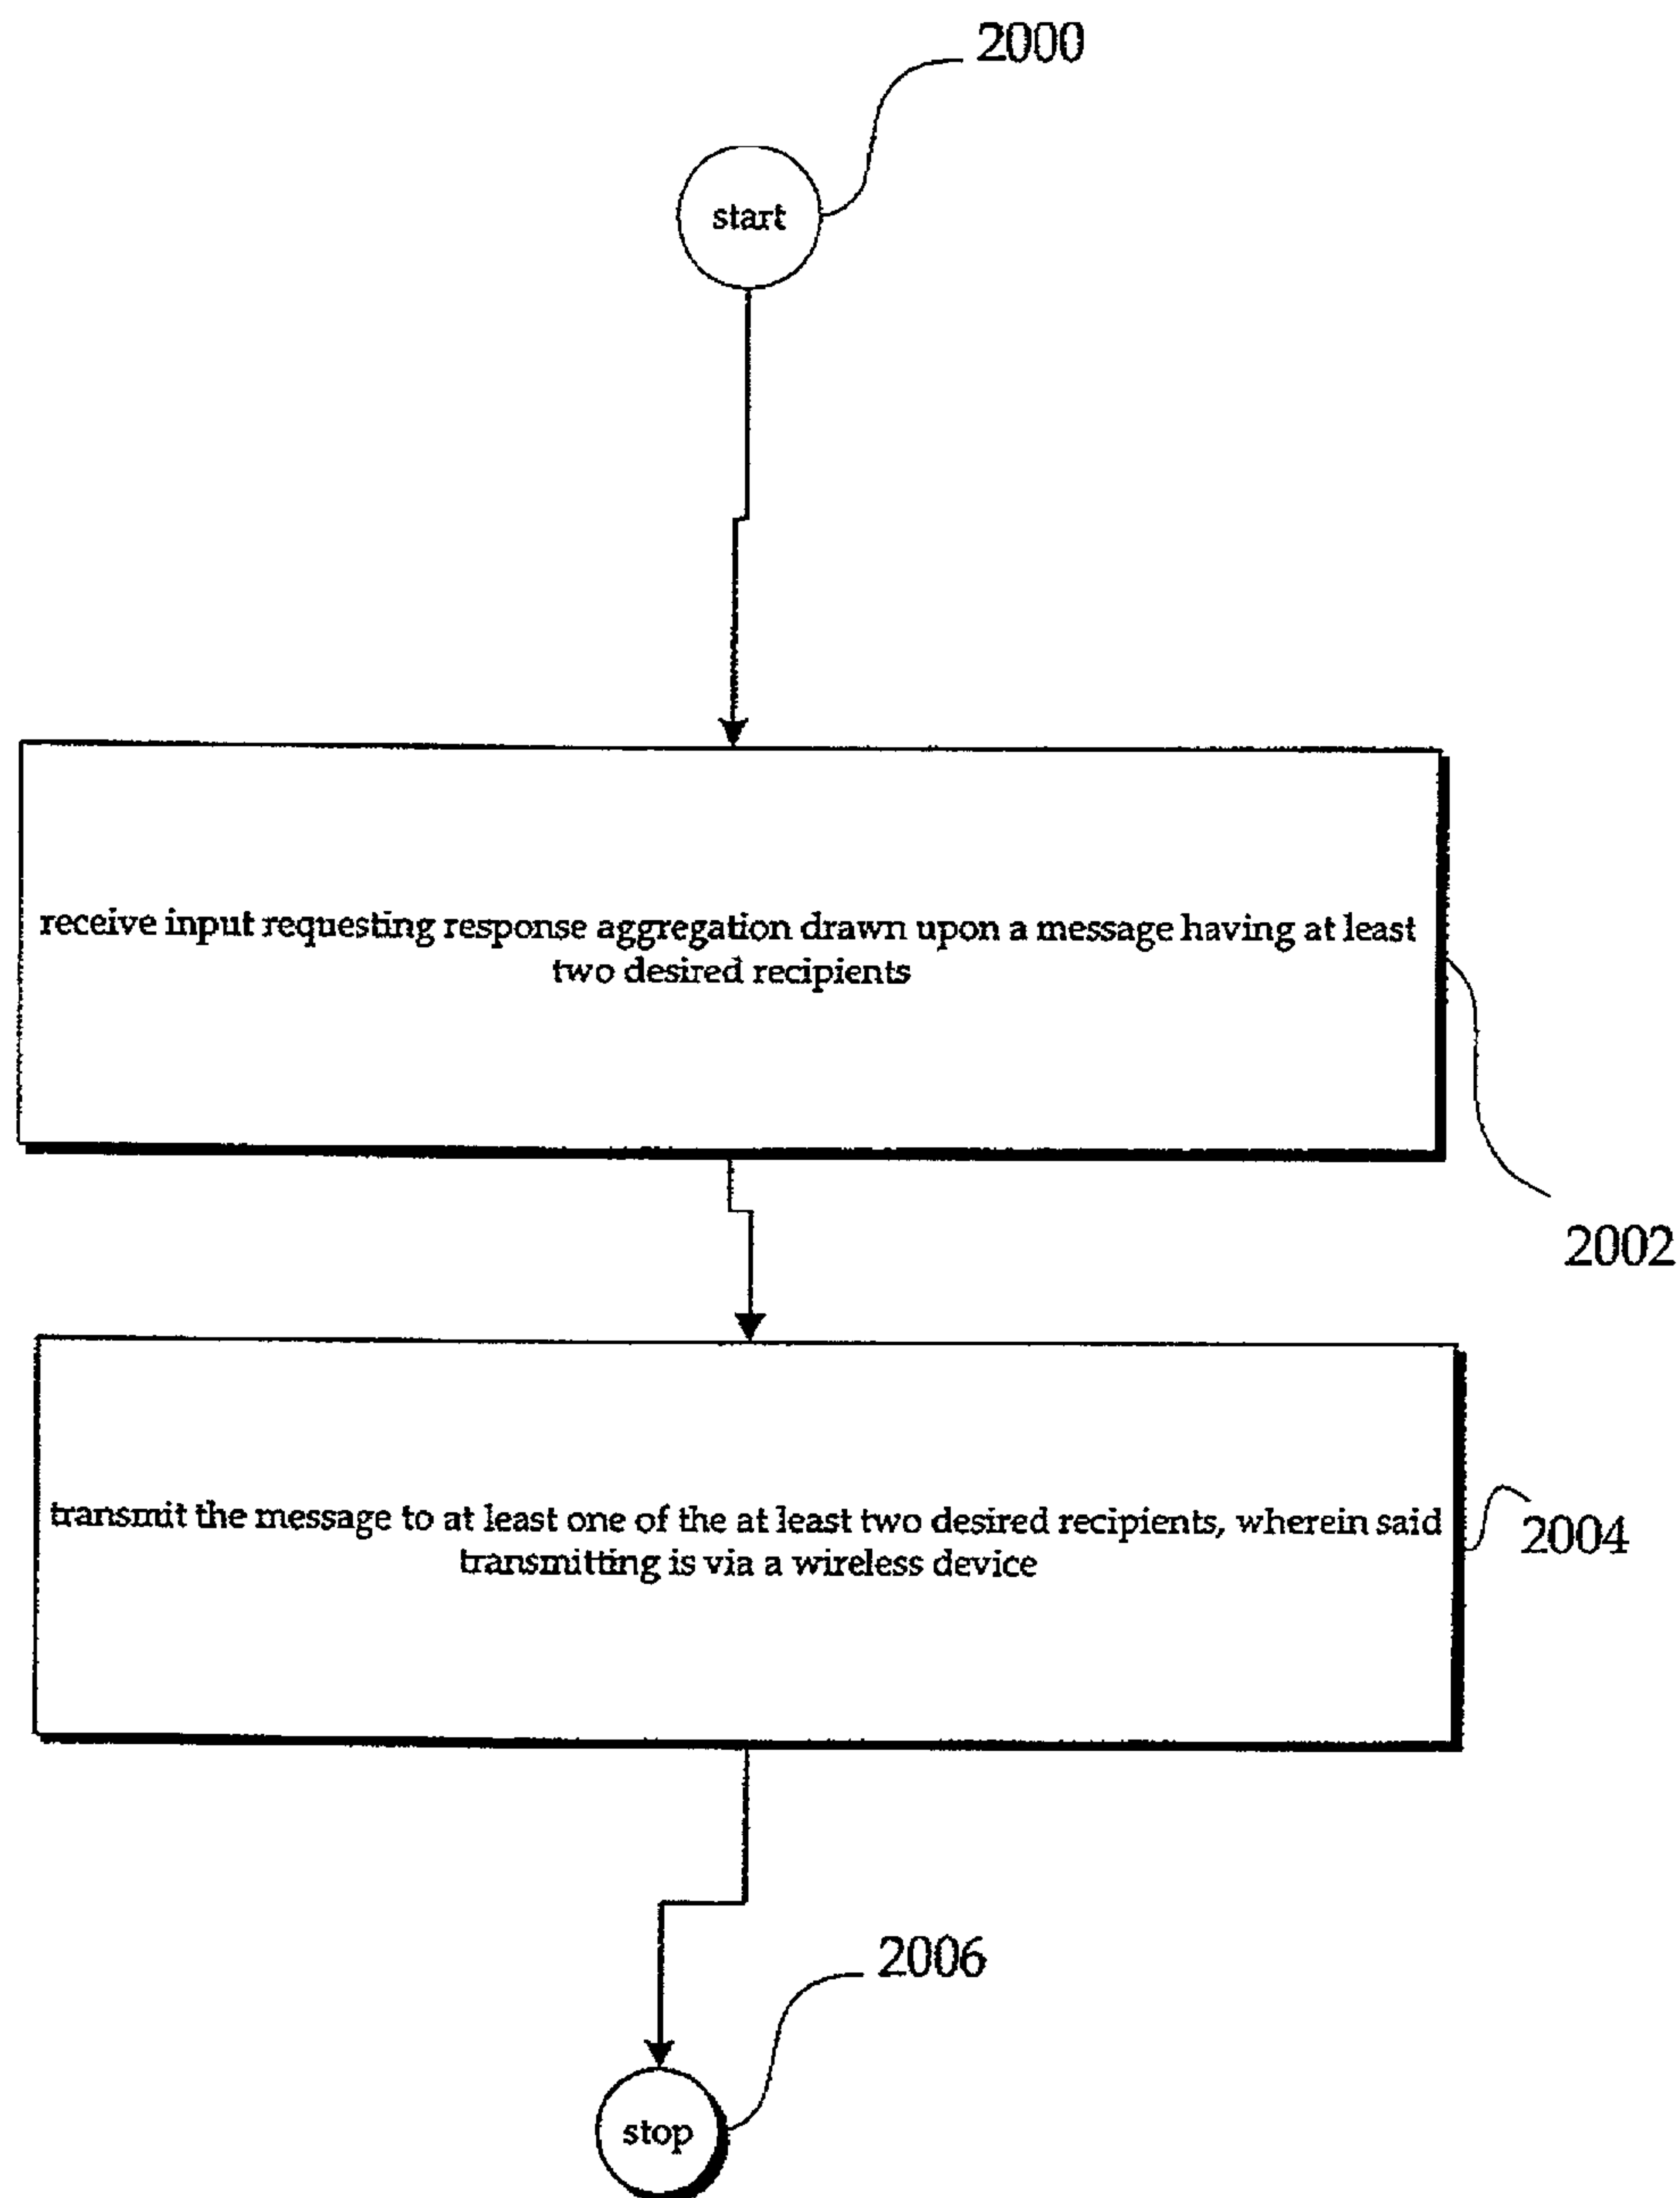 2000
start
receive input requesting response aggregation drawn upon a message having at least
two desired recipients
2002
transmit the message to at least one of the at least two desired recipients, wherein said
transmitting is via a wireless device
2004
2006
stop